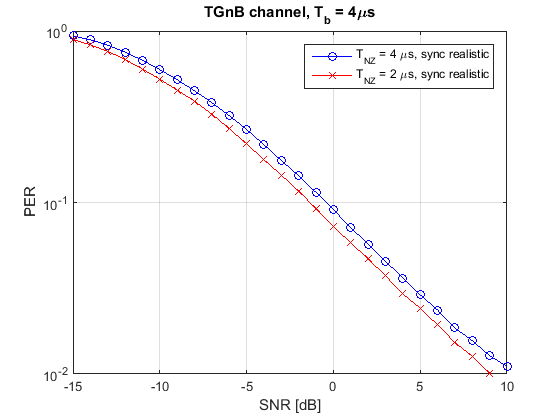 TGnB channel, T_b = 4μs
10^0
T_NZ = 4 μs, sync realistic
T_NZ = 2 μs, sync realistic
PER
10^-1
10^-2
-15 -10 -5 0 5 10
SNR [dB]